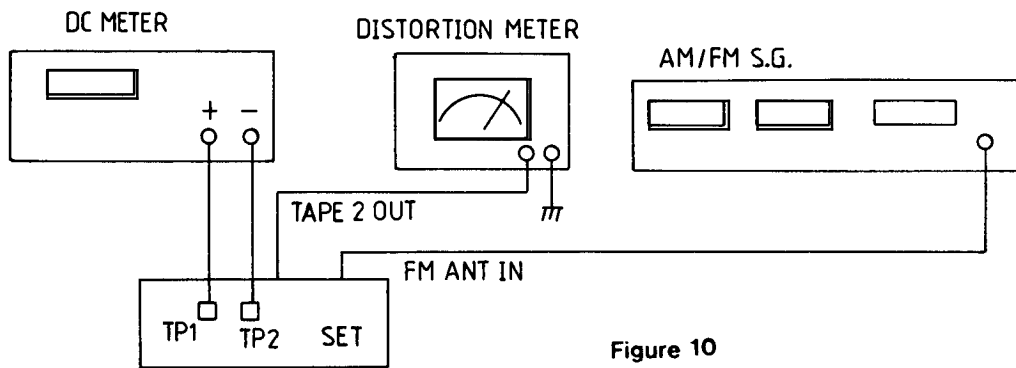 DC METER
DISTORTION METER
AM/FM S.G.
+ −
TAPE 2 OUT
FM ANT IN
TP1 TP2 SET
Figure 10